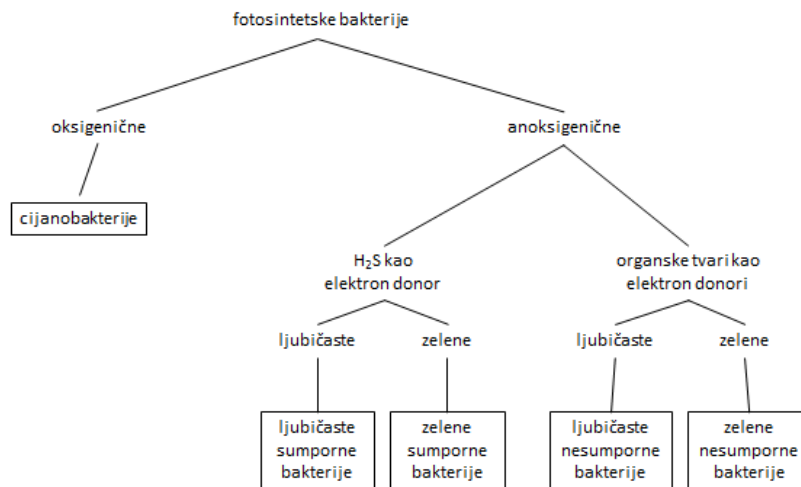 fotosintetske bakterije
oksigenične
anoksigenične
cijanobakterije
H₂S kao
elektron donor
organske tvari kao
elektron donori
ljubičaste
zelene
ljubičaste
zelene
ljubičaste
sumporne
bakterije
zelene
sumporne
bakterije
ljubičaste
nesumporne
bakterije
zelene
nesumporne
bakterije